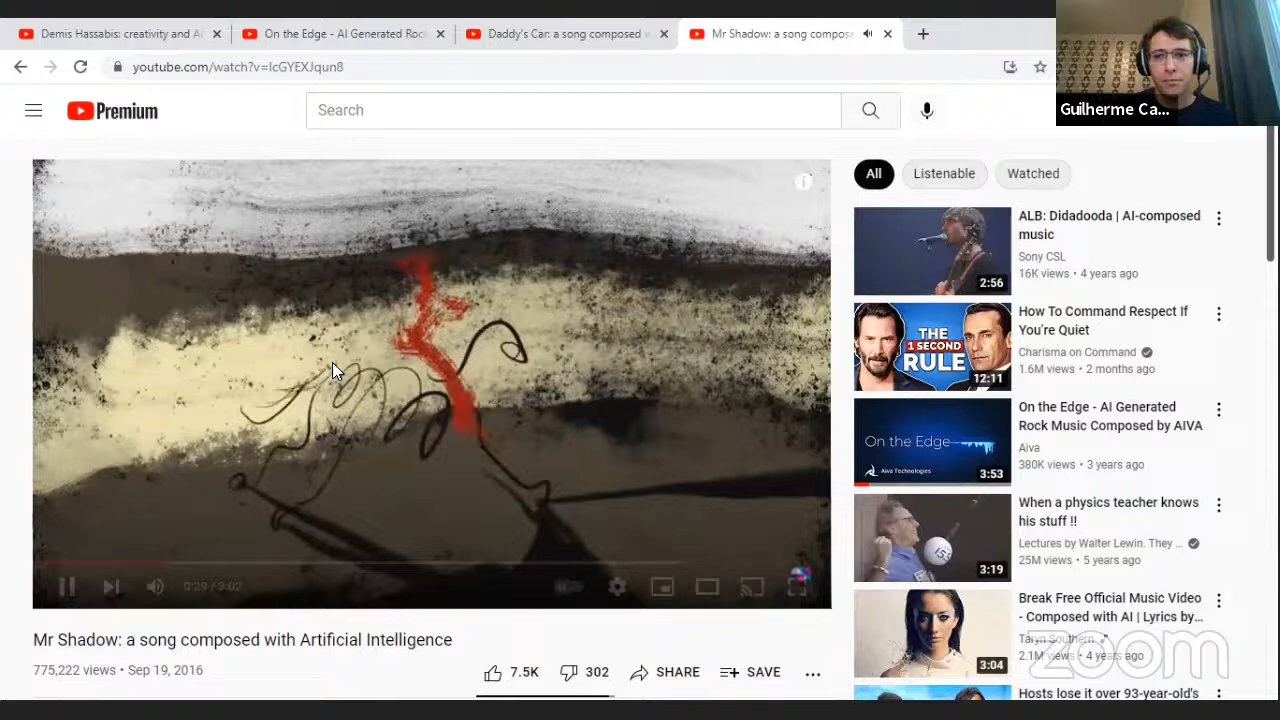 Demis Hassabis: creativity and A
On the Edge - AI Generated Roc
Daddy's Car: a song composed w
Mr Shadow: a song compose
youtube.com/watch?v=lcGYEXJqun8
Guilherme Ca...
Premium
Search
All
Listenable
Watched
ALB: Didadooda | AI-composed
music
Sony CSL
16K views • 4 years ago
2:56
How To Command Respect If
You're Quiet
Charisma on Command
1.6M views • 2 months ago
THE
1 SECOND
RULE
12:11
On the Edge - AI Generated
Rock Music Composed by AIVA
Aiva
380K views • 3 years ago
On the Edge
Aiva Technologies
3:53
When a physics teacher knows
his stuff !!
Lectures by Walter Lewin. They ...
25M views • 5 years ago
3:19
Break Free Official Music Video
- Composed with AI | Lyrics by...
Taryn Southern
2.1M views • 4 years ago
3:04
Hosts lose it over 93-year-old's
0:29 / 3:02
Mr Shadow: a song composed with Artificial Intelligence
775,222 views • Sep 19, 2016
7.5K
302
SHARE
SAVE
zoom